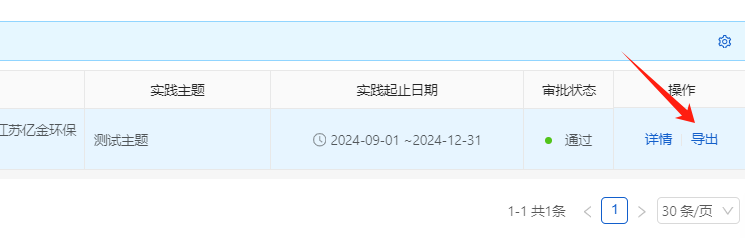 实践主题 实践起止日期 审批状态 操作
江苏亿金环保
测试主题 2024-09-01 ~2024-12-31 通过 详情 导出
1-1 共1条 1 30 条/页